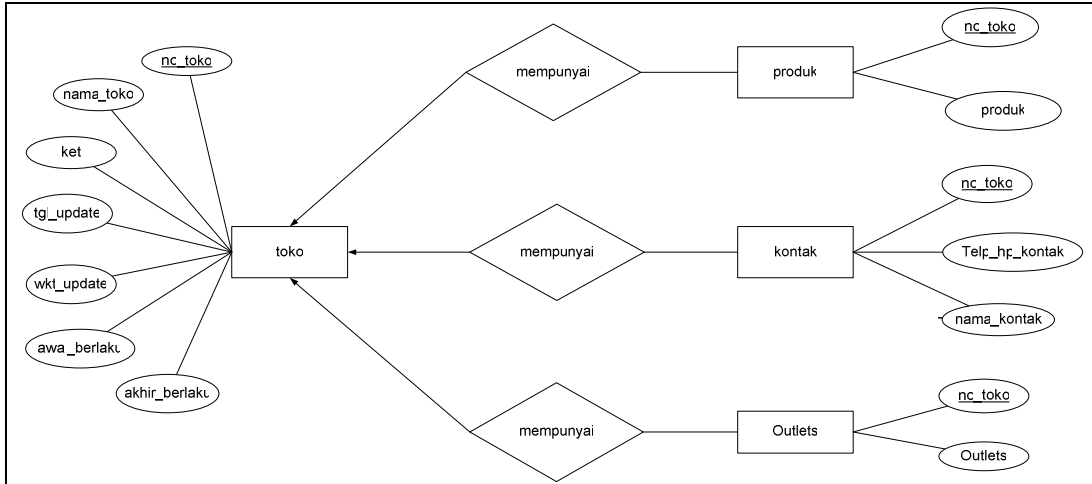 nc_toko
nama_toko
ket
tgl_update
wkt_update
awal_berlaku
akhir_berlaku
toko
mempunyai
produk
nc_toko
produk
mempunyai
kontak
nc_toko
Telp_hp_kontak
nama_kontak
mempunyai
Outlets
nc_toko
Outlets